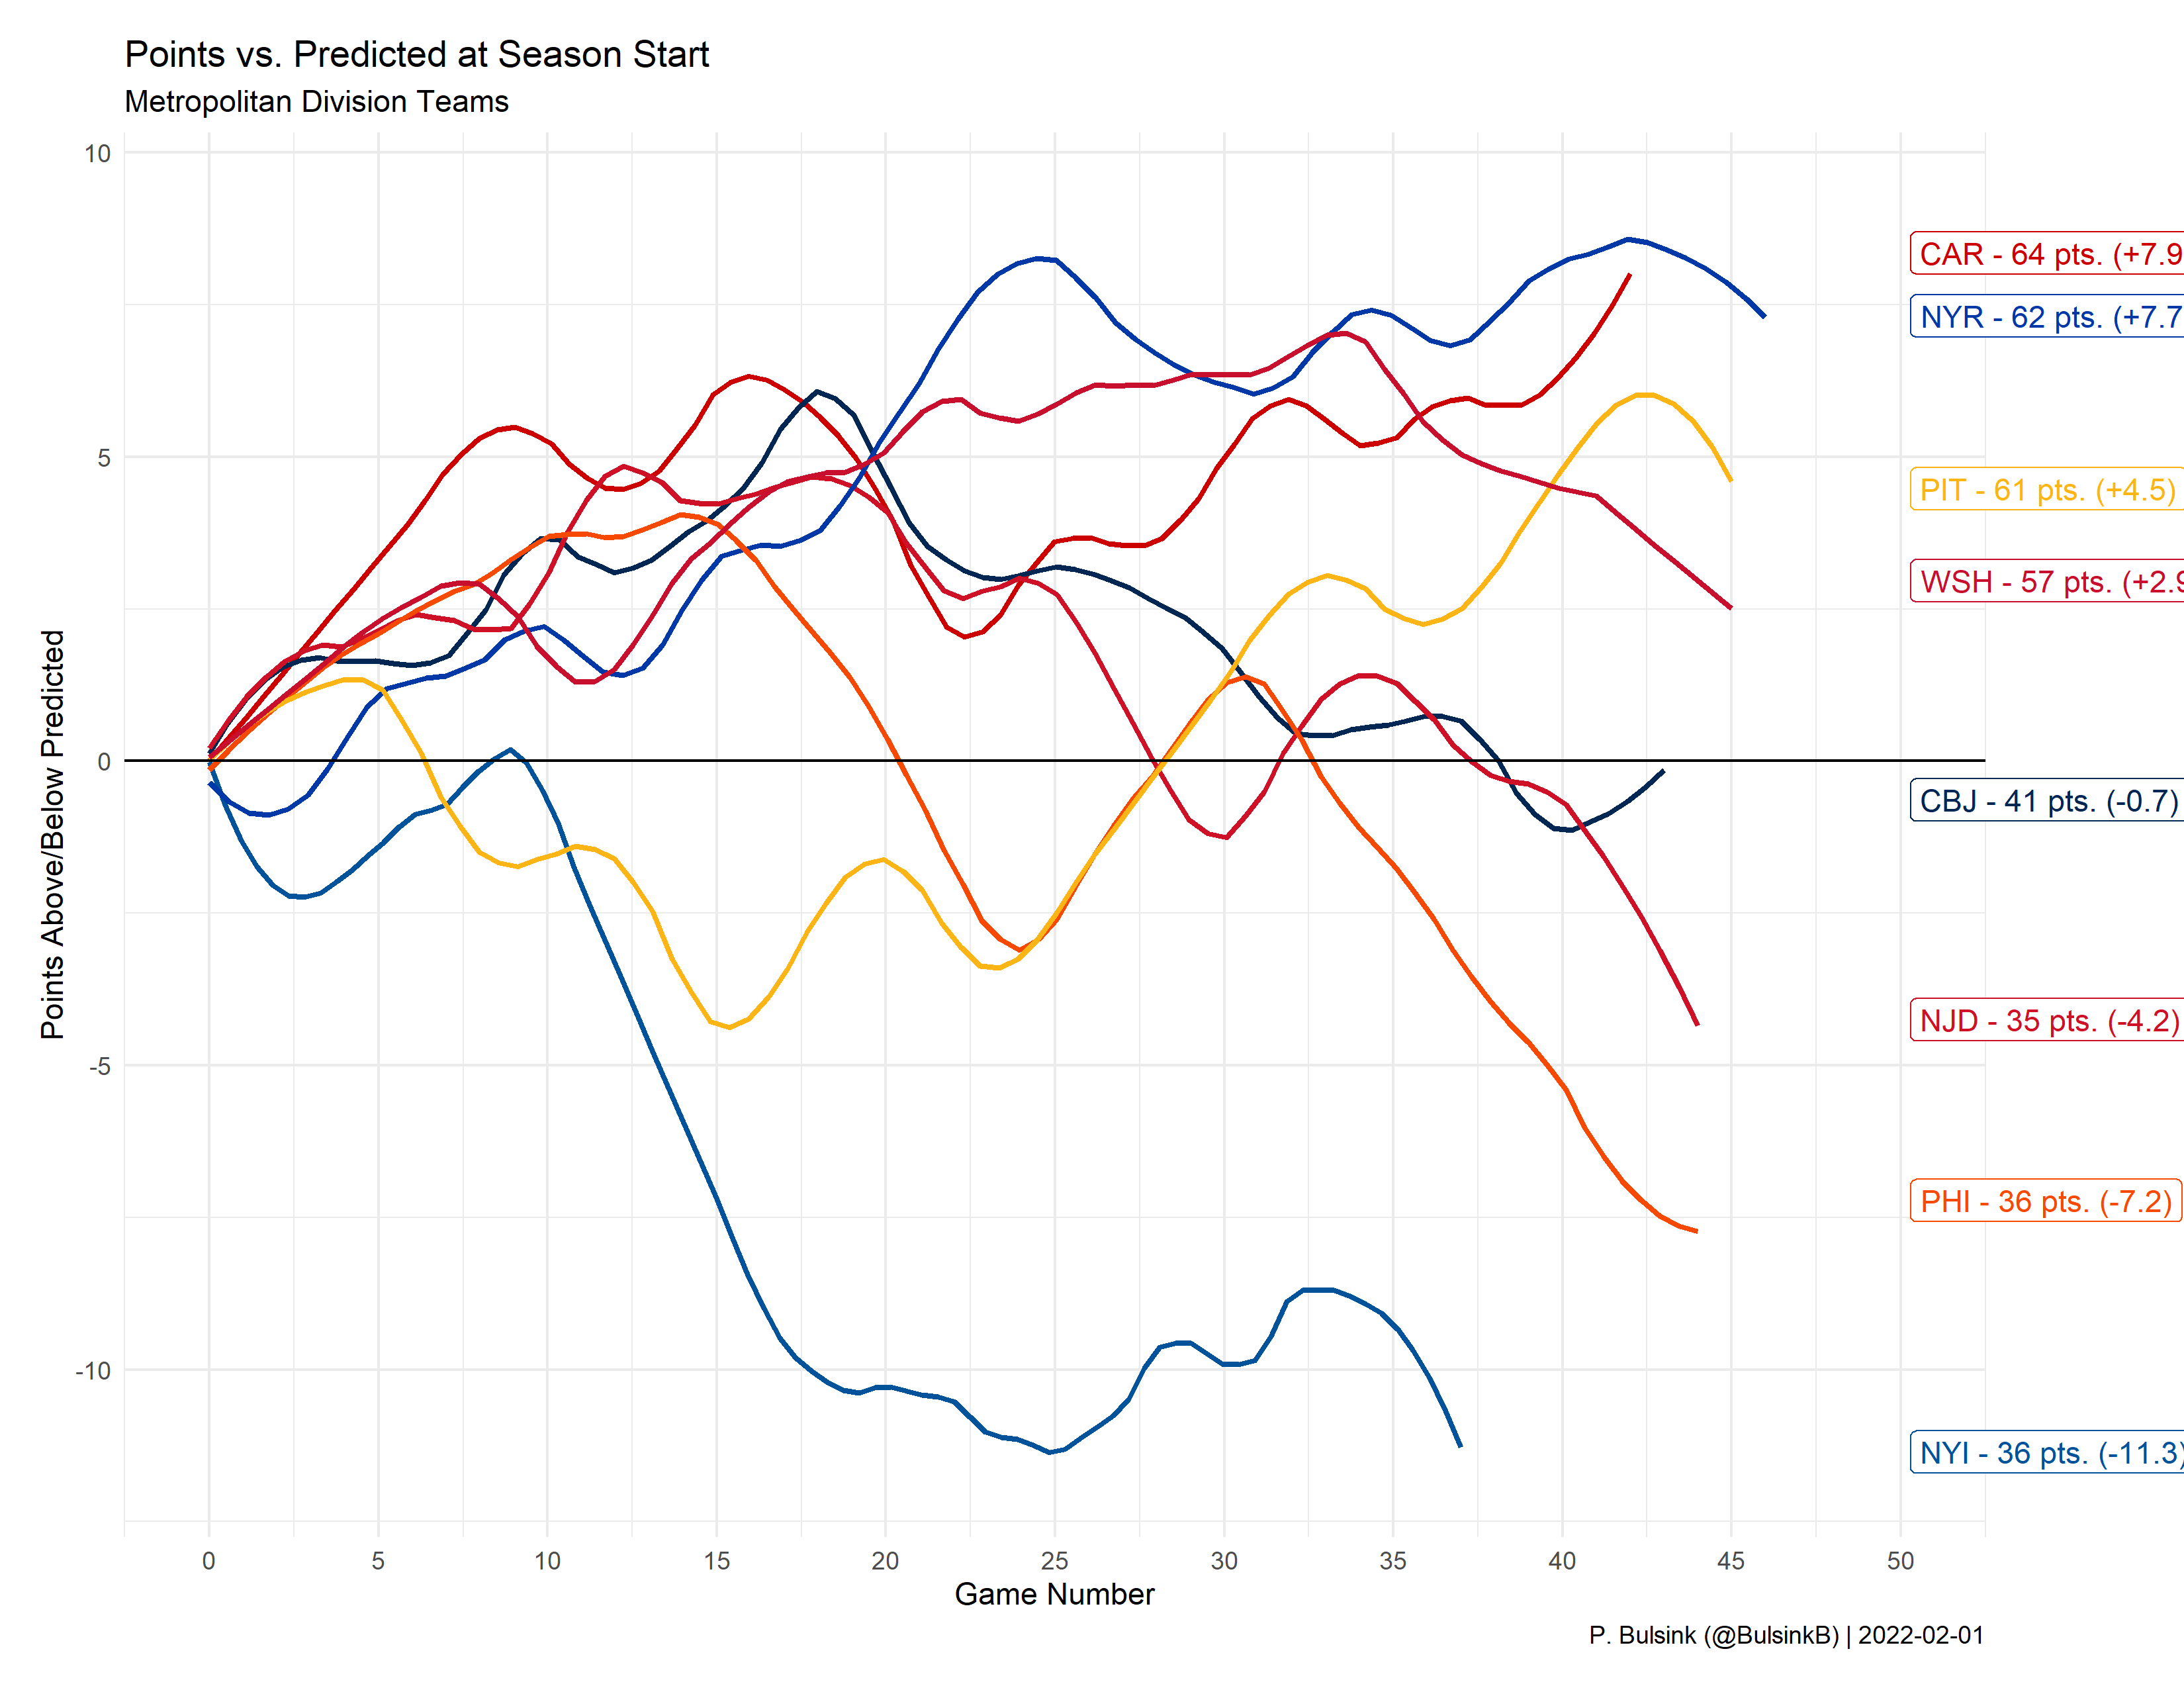 Points vs. Predicted at Season Start
Metropolitan Division Teams
Points Above/Below Predicted
10
5
0
-5
-10
CAR - 64 pts. (+7.9
NYR - 62 pts. (+7.7
PIT - 61 pts. (+4.5)
WSH - 57 pts. (+2.9
CBJ - 41 pts. (-0.7)
NJD - 35 pts. (-4.2)
PHI - 36 pts. (-7.2)
NYI - 36 pts. (-11.3)
0 5 10 15 20 25 30 35 40 45 50
Game Number
P. Bulsink (@BulsinkB) | 2022-02-01